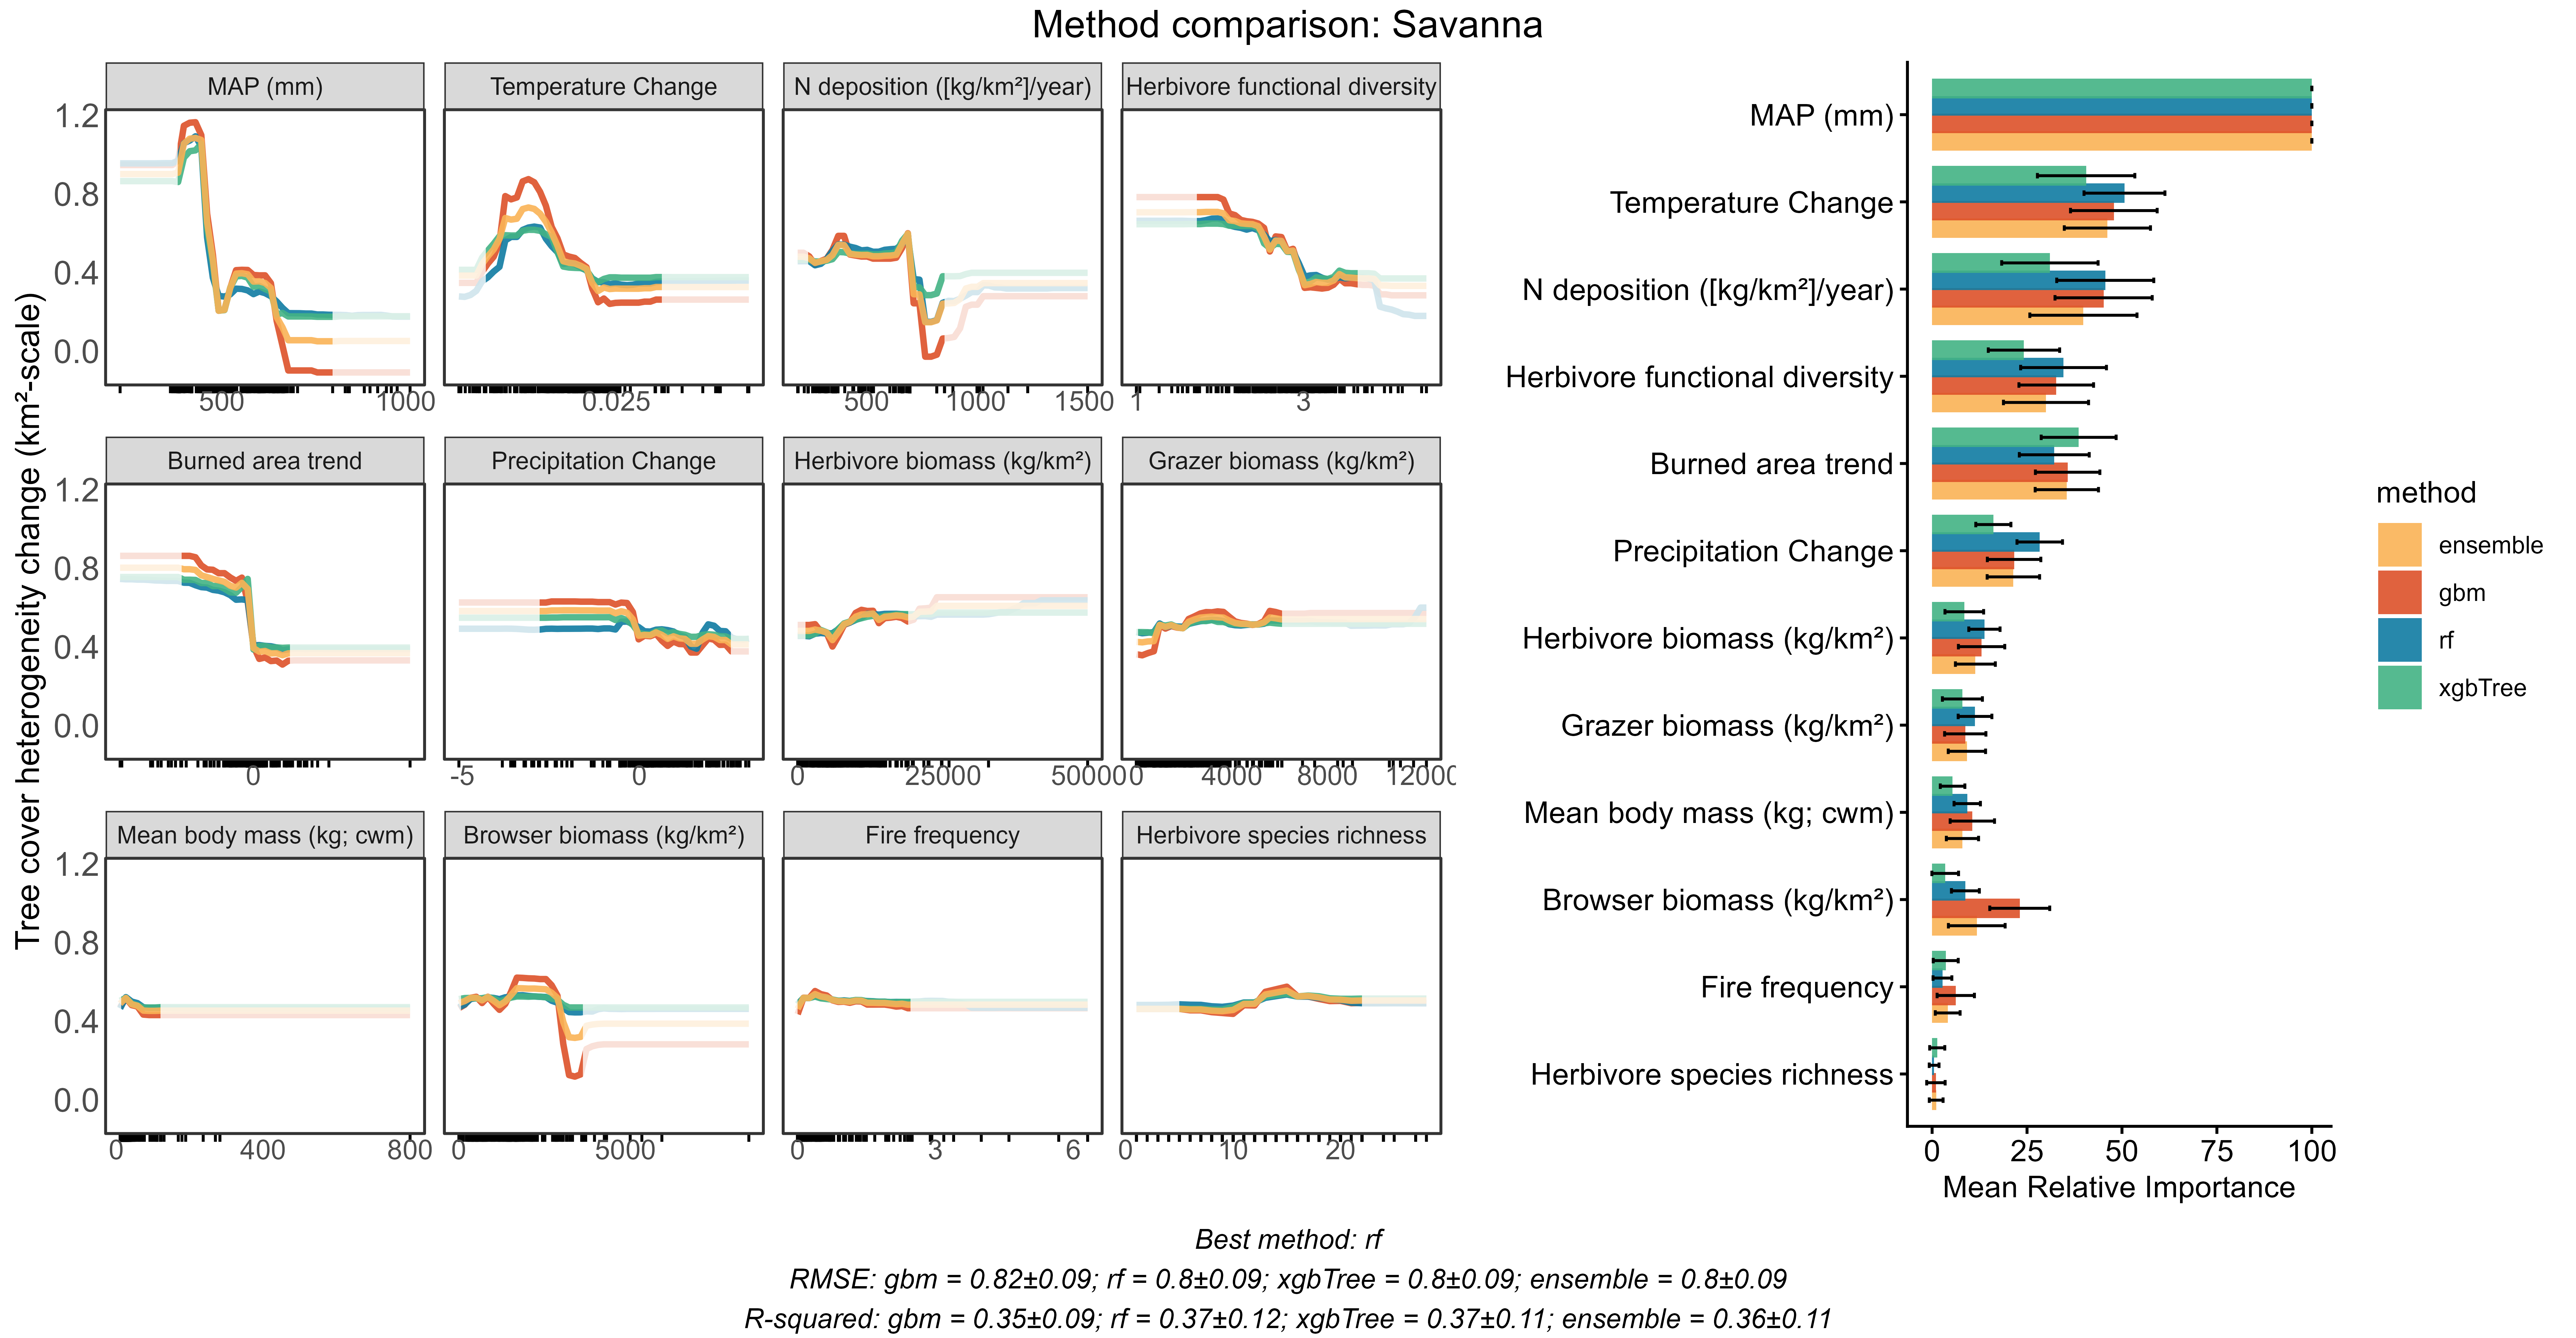 Method comparison: Savanna
Tree cover heterogeneity change (km²-scale)
MAP (mm)
Temperature Change
N deposition ([kg/km²]/year)
Herbivore functional diversity
1.2
0.8
0.4
0.0
500
1000
0.025
500
1000
1500
1
3
Burned area trend
Precipitation Change
Herbivore biomass (kg/km²)
Grazer biomass (kg/km²)
1.2
0.8
0.4
0.0
0
-5
0
0
25000
50000
0
4000
8000
12000
Mean body mass (kg; cwm)
Browser biomass (kg/km²)
Fire frequency
Herbivore species richness
1.2
0.8
0.4
0.0
0
400
800
0
5000
0
3
6
0
10
20
MAP (mm)
Temperature Change
N deposition ([kg/km²]/year)
Herbivore functional diversity
Burned area trend
Precipitation Change
Herbivore biomass (kg/km²)
Grazer biomass (kg/km²)
Mean body mass (kg; cwm)
Browser biomass (kg/km²)
Fire frequency
Herbivore species richness
0
25
50
75
100
Mean Relative Importance
method
ensemble
gbm
rf
xgbTree
Best method: rf
RMSE: gbm = 0.82±0.09; rf = 0.8±0.09; xgbTree = 0.8±0.09; ensemble = 0.8±0.09
R-squared: gbm = 0.35±0.09; rf = 0.37±0.12; xgbTree = 0.37±0.11; ensemble = 0.36±0.11